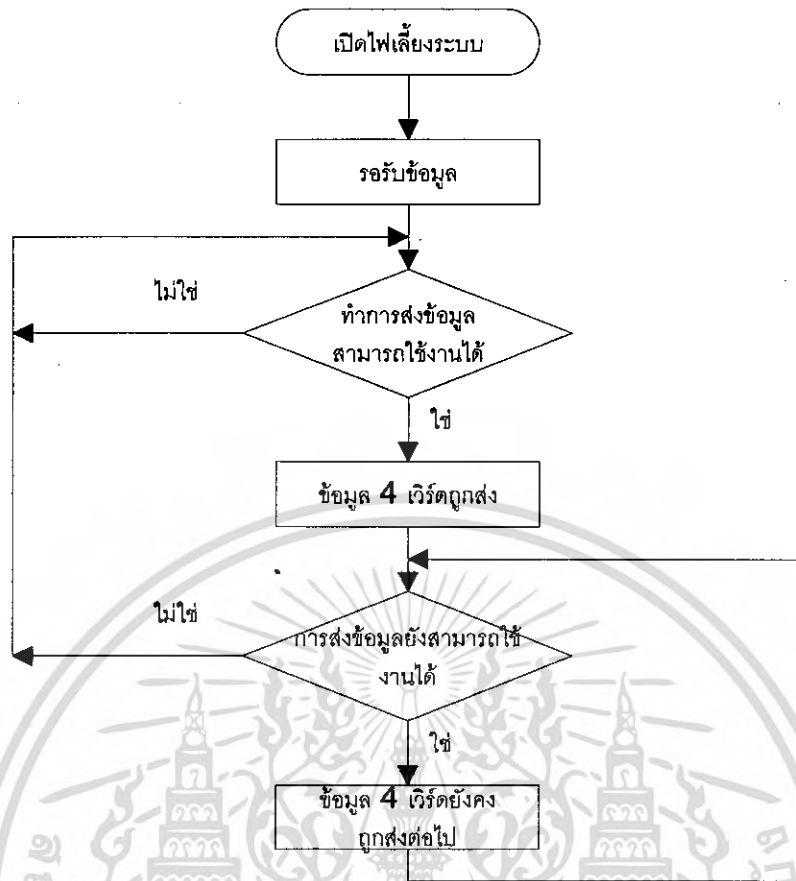 เปิดไฟเลี้ยงระบบ
รอรับข้อมูล
ไม่ใช่
ทำการส่งข้อมูล
สามารถใช้งานได้
ใช่
ข้อมูล 4 เวิร์ดถูกส่ง
ไม่ใช่
การส่งข้อมูลยังสามารถใช้
งานได้
ใช่
ข้อมูล 4 เวิร์ดยังคง
ถูกส่งต่อไป